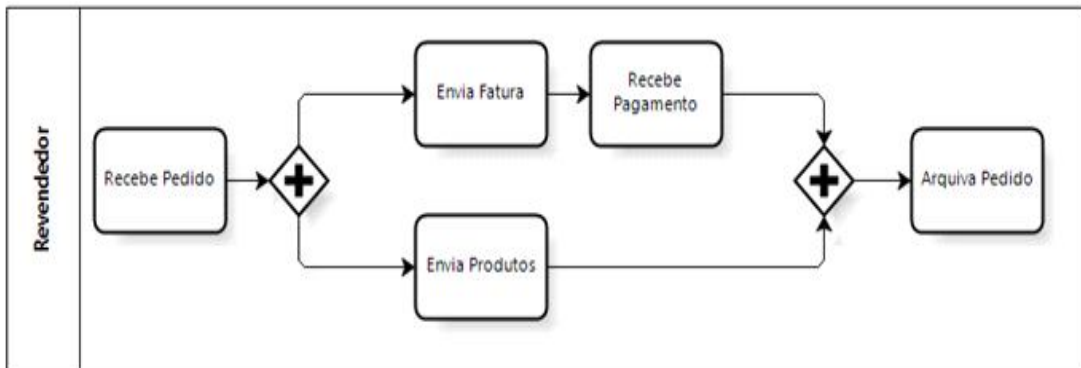 Revendedor
Recebe Pedido
Envia Fatura
Recebe
Pagamento
Envia Produtos
Arquiva Pedido